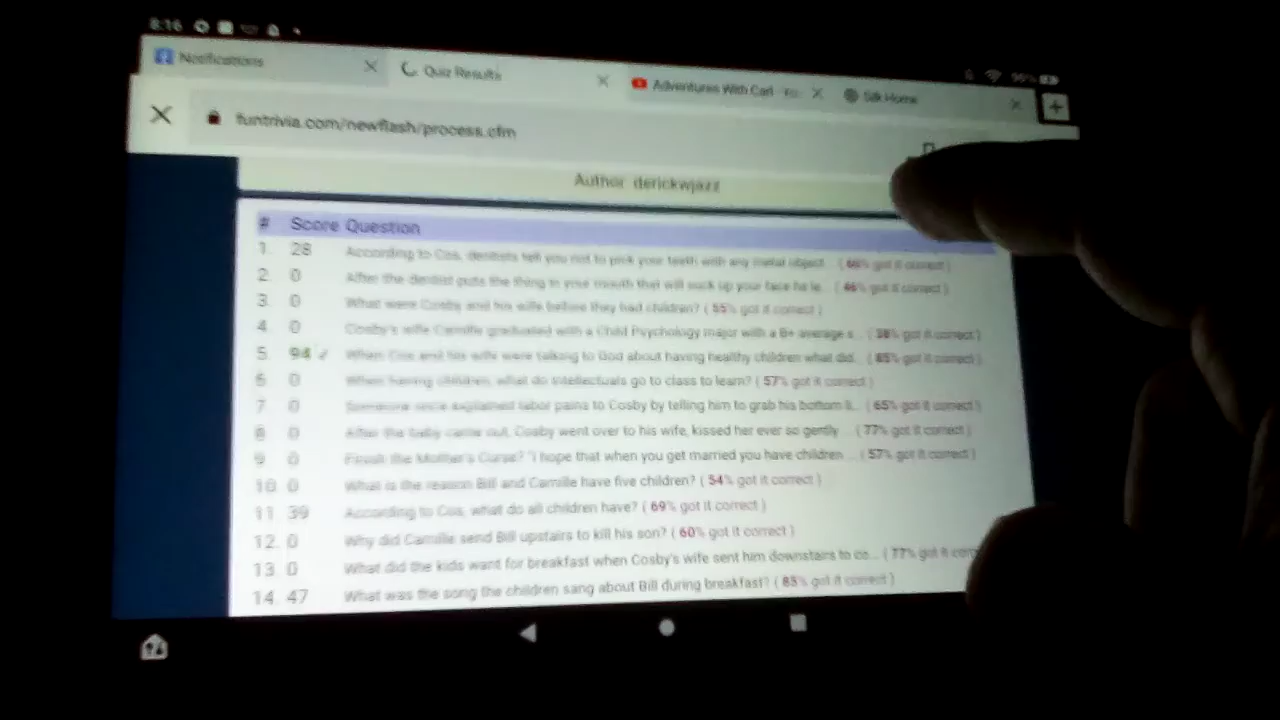 8:16
Notifications
Quiz Results
Adventures With Carl
Silk Home
funtrivia.com/newflash/process.cfm
Author: derickwjazz
# Score Question
1. 28 According to Cos, dentists tell you not to pick your teeth with any metal object... ( 66% got it correct )
2. 0 After the dentist puts the thing in your mouth that will suck up your face he te... ( 46% got it correct )
3. 0 What were Cosby and his wife before they had children? ( 55% got it correct )
4. 0 Cosby's wife Camille graduated with a Child Psychology major with a B+ average s... ( 38% got it correct )
5. 94 ✓ When Cos and his wife were talking to God about having healthy children what did... ( 85% got it correct )
6. 0 When having children, what do intellectuals go to class to learn? ( 57% got it correct )
7. 0 Someone once explained labor pains to Cosby by telling him to grab his bottom li... ( 65% got it correct )
8. 0 After the baby came out, Cosby went over to his wife, kissed her ever so gently ... ( 77% got it correct )
9. 0 Finish the Mother's Curse? "I hope that when you get married you have children ... ( 57% got it correct )
10. 0 What is the reason Bill and Camille have five children? ( 54% got it correct )
11. 39 According to Cos, what do all children have? ( 69% got it correct )
12. 0 Why did Camille send Bill upstairs to kill his son? ( 60% got it correct )
13. 0 What did the kids want for breakfast when Cosby's wife sent him downstairs to co... ( 77% got it corr
14. 47 What was the song the children sang about Bill during breakfast? ( 83% got it correct )